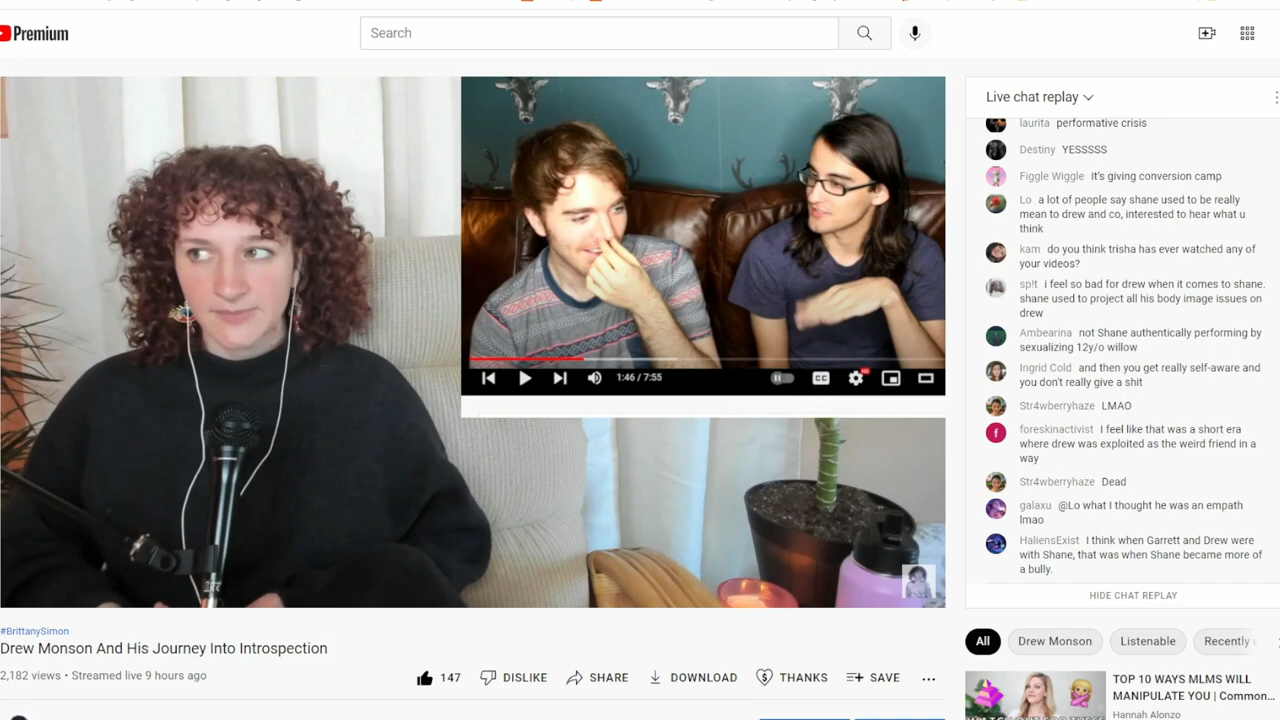 Premium
Search
Live chat replay
laurita performative crisis
Destiny YESSSSS
Figgle Wiggle It's giving conversion camp
Lo a lot of people say shane used to be really
mean to drew and co, interested to hear what u
think
kam do you think trisha has ever watched any of
your videos?
sp!t i feel so bad for drew when it comes to shane.
shane used to project all his body image issues on
drew
Ambearina not Shane authentically performing by
sexualizing 12y/o willow
Ingrid Cold and then you get really self-aware and
you don't really give a shit
Str4wberryhaze LMAO
f
foreskinactivist I feel like that was a short era
where drew was exploited as the weird friend in a
way
Str4wberryhaze Dead
galaxu @Lo what I thought he was an empath
lmao
HaliensExist I think when Garrett and Drew were
with Shane, that was when Shane became more of
a bully.
HIDE CHAT REPLAY
1:46 / 7:55
CC
HD
#BrittanySimon
Drew Monson And His Journey Into Introspection
2,182 views • Streamed live 9 hours ago
147
DISLIKE
SHARE
DOWNLOAD
THANKS
SAVE
All
Drew Monson
Listenable
Recently
TOP 10 WAYS MLMS WILL
MANIPULATE YOU | Common...
Hannah Alonzo